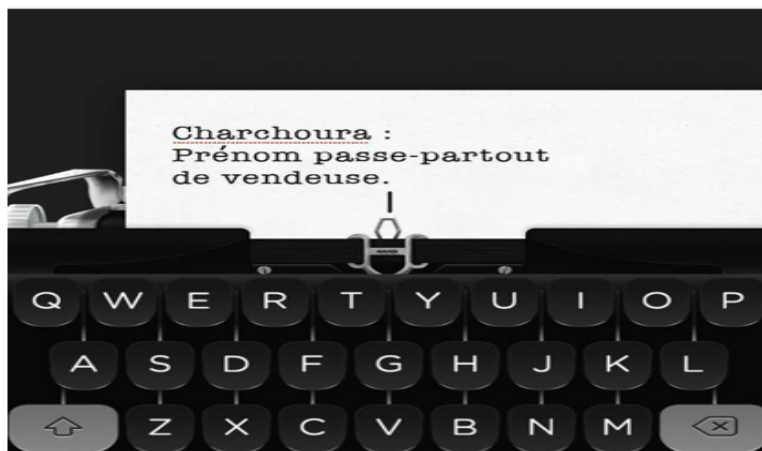 Charchoura :
Prénom passe-partout
de vendeuse.
Q W E R T Y U I O P
A S D F G H J K L
Z X C V B N M